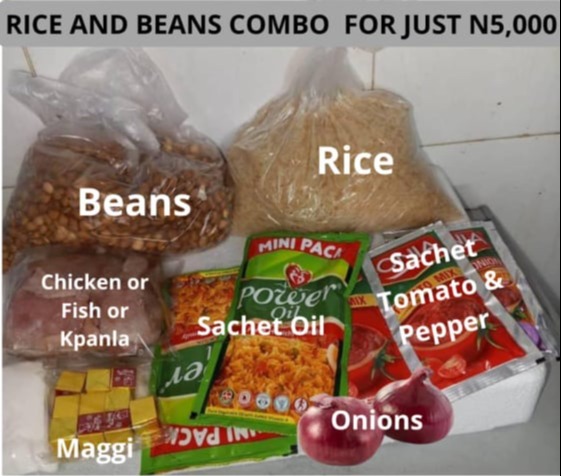 RICE AND BEANS COMBO FOR JUST N5,000
Rice
Beans
Chicken or
Fish or
Kpanla
MINI PACK
POWER
Oil
Sachet Oil
Sachet
Tomato &
Pepper
Onions
Maggi
MINI PACK